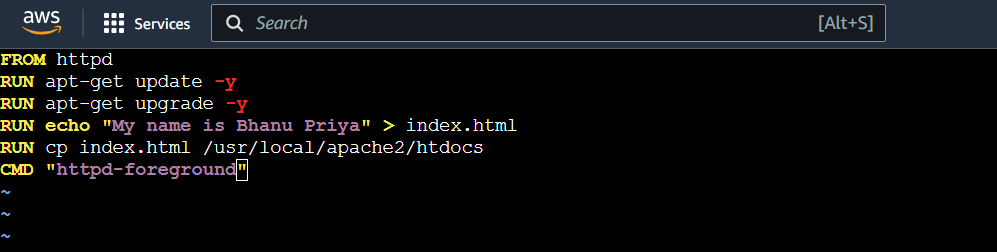 aws Services Search [Alt+S]
FROM httpd
RUN apt-get update -y
RUN apt-get upgrade -y
RUN echo "My name is Bhanu Priya" > index.html
RUN cp index.html /usr/local/apache2/htdocs
CMD "httpd-foreground"
~
~
~